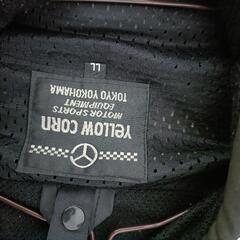 LL
YELLOW CORN
MOTOR SPORTS
EQUIPMENT
TOKYO YOKOHAMA